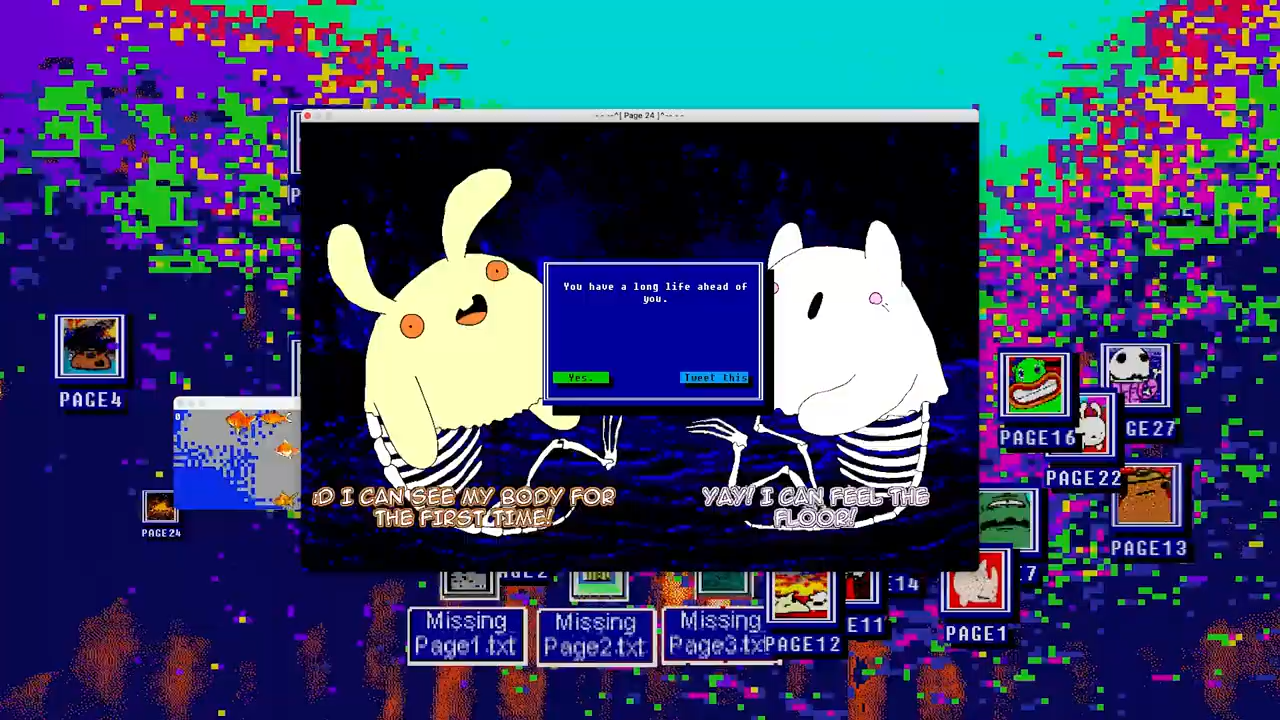 --~^[ Page 24 ]^~--
You have a long life ahead of
you.
Yes.
Tweet this
:D I CAN SEE MY BODY FOR
THE FIRST TIME!
YAY! I CAN FEEL THE
FLOOR!
PAGE4
PAGE24
PAGE16
GE27
PAGE22
PAGE13
E14
E11
PAGE12
PAGE1
Missing
Page1.txt
Missing
Page2.txt
Missing
Page3.tx